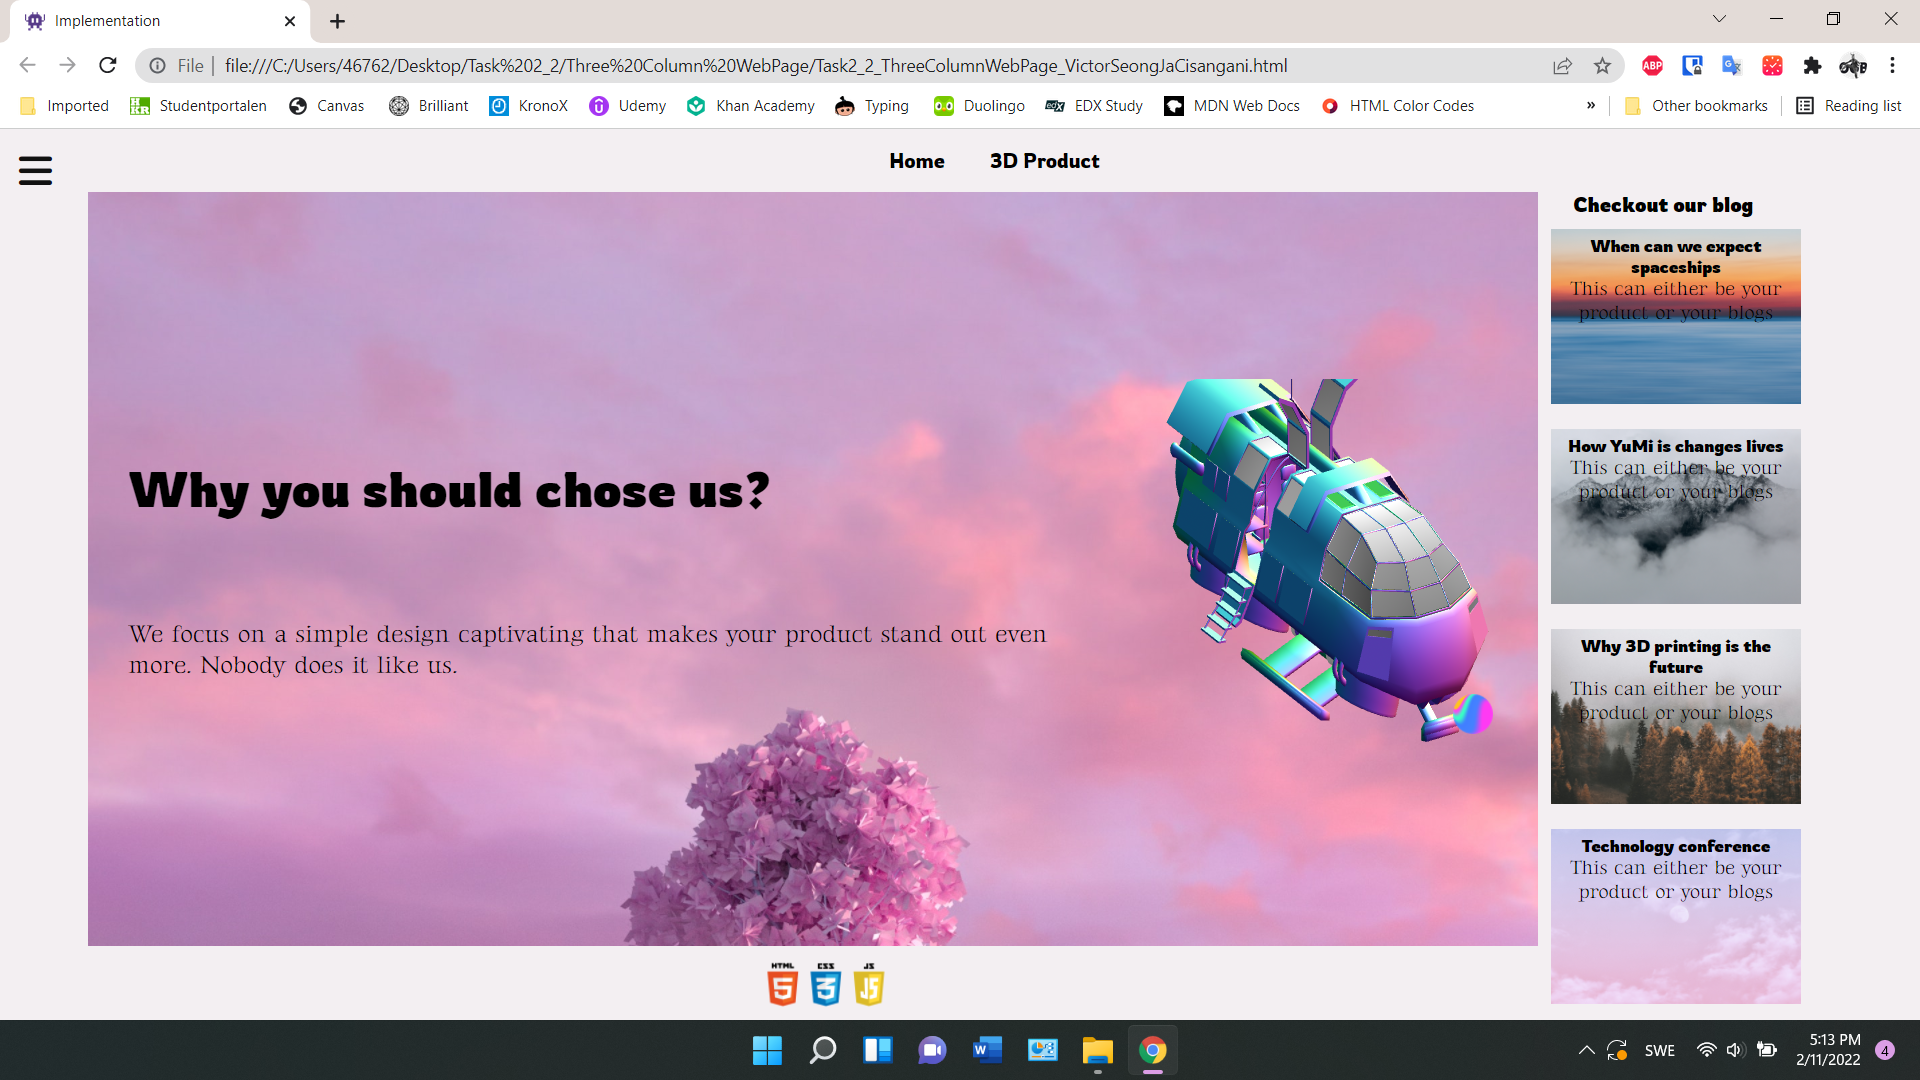 Implementation
File
file:///C:/Users/46762/Desktop/Task%202_2/Three%20Column%20WebPage/Task2_2_ThreeColumnWebPage_VictorSeongJaCisangani.html
ABP
Imported
Studentportalen
Canvas
Brilliant
KronoX
Udemy
Khan Academy
Typing
Duolingo
edX
EDX Study
MDN Web Docs
HTML Color Codes
»
Other bookmarks
Reading list
Home
3D Product
Why you should chose us?
We focus on a simple design captivating that makes your product stand out even
more. Nobody does it like us.
Checkout our blog
When can we expect
spaceships
This can either be your
product or your blogs
How YuMi is changes lives
This can either be your
product or your blogs
Why 3D printing is the
future
This can either be your
product or your blogs
Technology conference
This can either be your
product or your blogs
HTML
5
CSS
3
JS
JS
SWE
5:13 PM
2/11/2022
4